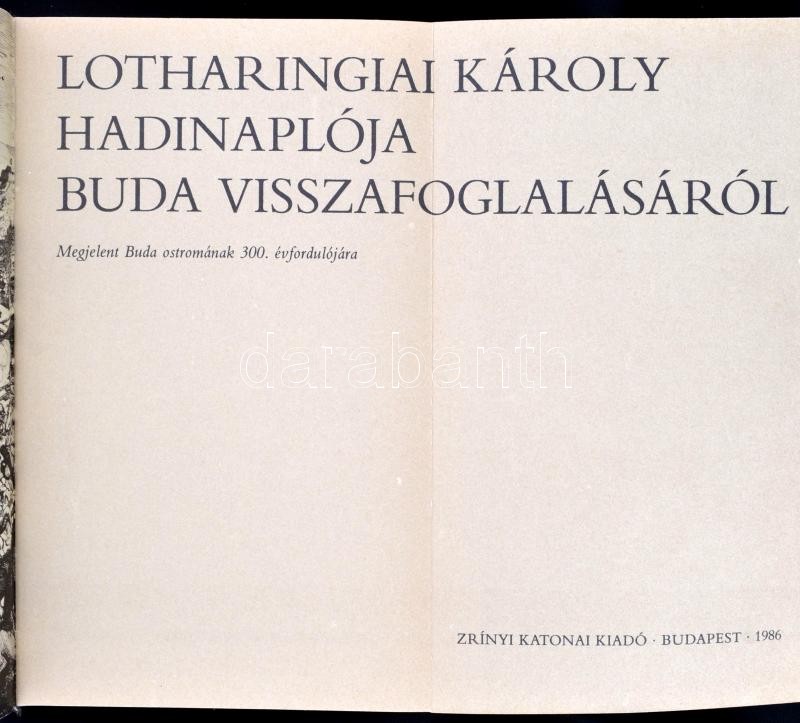 LOTHARINGIAI KÁROLY
HADINAPLÓJA
BUDA VISSZAFOGLALÁSÁRÓL
Megjelent Buda ostromának 300. évfordulójára
darabanth
ZRÍNYI KATONAI KIADÓ · BUDAPEST · 1986